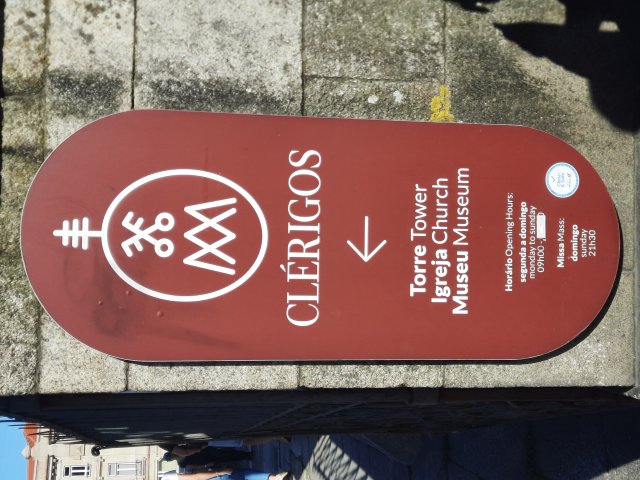 CLÉRIGOS
Torre Tower
Igreja Church
Museu Museum
Horário Opening Hours:
segunda a domingo
monday to sunday
09h00
Missa Mass:
domingo
sunday
21h30